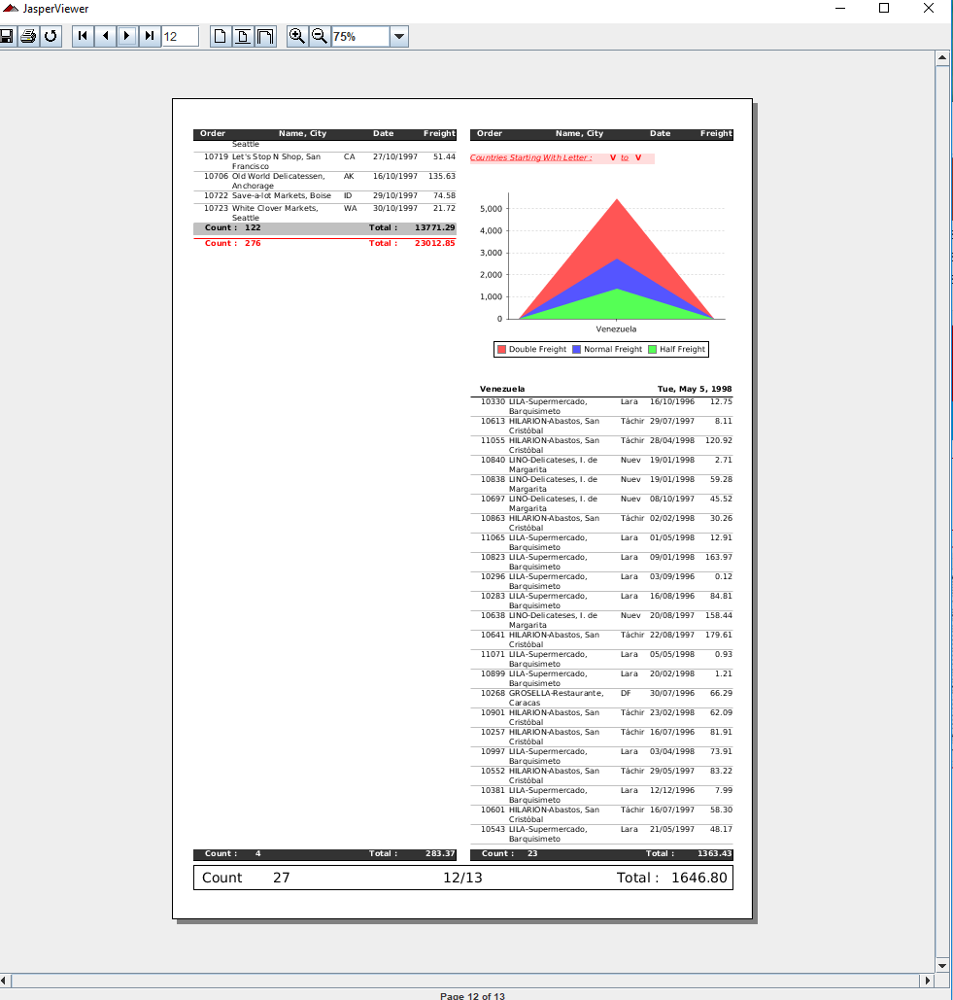 JasperViewer
12
75%
Order Name, City Date Freight
Seattle
10719 Let's Stop N Shop, San CA 27/10/1997 51.44
Francisco
10706 Old World Delicatessen, AK 16/10/1997 135.63
Anchorage
10722 Save-a-lot Markets, Boise ID 29/10/1997 74.58
10723 White Clover Markets, WA 30/10/1997 21.72
Seattle
Count : 122 Total : 13771.29
Count : 276 Total : 23012.85
Count : 4 Total : 283.37
Order Name, City Date Freight
Countries Starting With Letter : V to V
5,000
4,000
3,000
2,000
1,000
0
Venezuela
Double Freight Normal Freight Half Freight
Venezuela Tue, May 5, 1998
10330 LILA-Supermercado, Lara 16/10/1996 12.75
Barquisimeto
10613 HILARION-Abastos, San Táchir 29/07/1997 8.11
Cristóbal
11055 HILARION-Abastos, San Táchir 28/04/1998 120.92
Cristóbal
10840 LINO-Delicateses, I. de Nuev 19/01/1998 2.71
Margarita
10838 LINO-Delicateses, I. de Nuev 19/01/1998 59.28
Margarita
10697 LINO-Delicateses, I. de Nuev 08/10/1997 45.52
Margarita
10863 HILARION-Abastos, San Táchir 02/02/1998 30.26
Cristóbal
11065 LILA-Supermercado, Lara 01/05/1998 12.91
Barquisimeto
10823 LILA-Supermercado, Lara 09/01/1998 163.97
Barquisimeto
10296 LILA-Supermercado, Lara 03/09/1996 0.12
Barquisimeto
10283 LILA-Supermercado, Lara 16/08/1996 84.81
Barquisimeto
10638 LINO-Delicateses, I. de Nuev 20/08/1997 158.44
Margarita
10641 HILARION-Abastos, San Táchir 22/08/1997 179.61
Cristóbal
11071 LILA-Supermercado, Lara 05/05/1998 0.93
Barquisimeto
10899 LILA-Supermercado, Lara 20/02/1998 1.21
Barquisimeto
10268 GROSELLA-Restaurante, DF 30/07/1996 66.29
Caracas
10901 HILARION-Abastos, San Táchir 23/02/1998 62.09
Cristóbal
10257 HILARION-Abastos, San Táchir 16/07/1996 81.91
Cristóbal
10997 LILA-Supermercado, Lara 03/04/1998 73.91
Barquisimeto
10552 HILARION-Abastos, San Táchir 29/05/1997 83.22
Cristóbal
10381 LILA-Supermercado, Lara 12/12/1996 7.99
Barquisimeto
10601 HILARION-Abastos, San Táchir 16/07/1997 58.30
Cristóbal
10543 LILA-Supermercado, Lara 21/05/1997 48.17
Barquisimeto
Count : 23 Total : 1363.43
Count 27 12/13 Total : 1646.80
Page 12 of 13